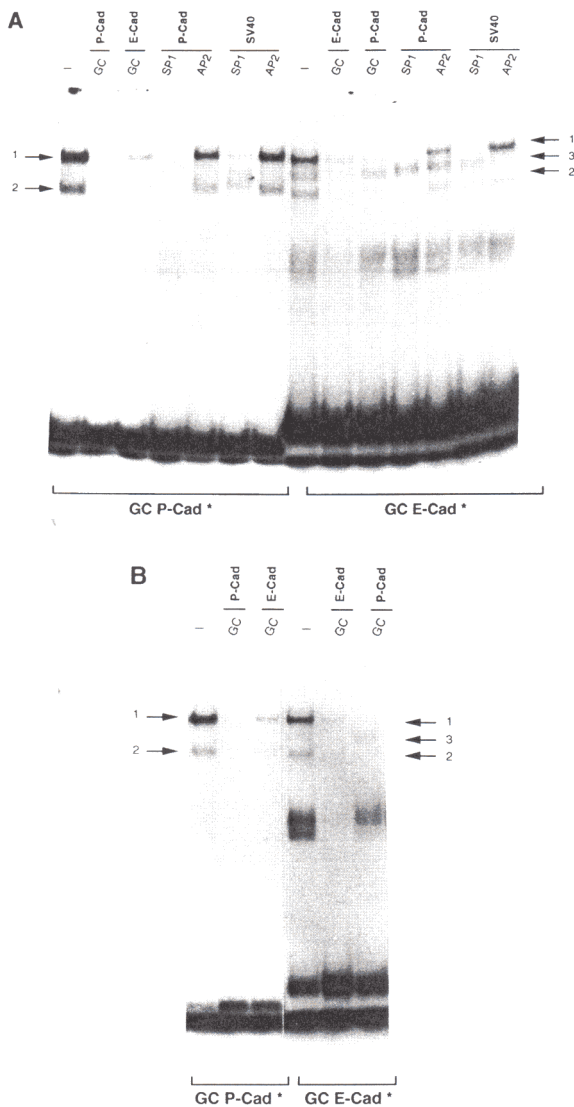 A
P-Cad E-Cad P-Cad SV40 E-Cad P-Cad P-Cad SV40
– GC GC SP1 AP2 SP1 AP2 – GC GC SP1 AP2 SP1 AP2
1 1
3
2 2
GC P-Cad * GC E-Cad *
B
P-Cad E-Cad E-Cad P-Cad
– GC GC – GC GC
1 1
3
2 2
GC P-Cad * GC E-Cad *